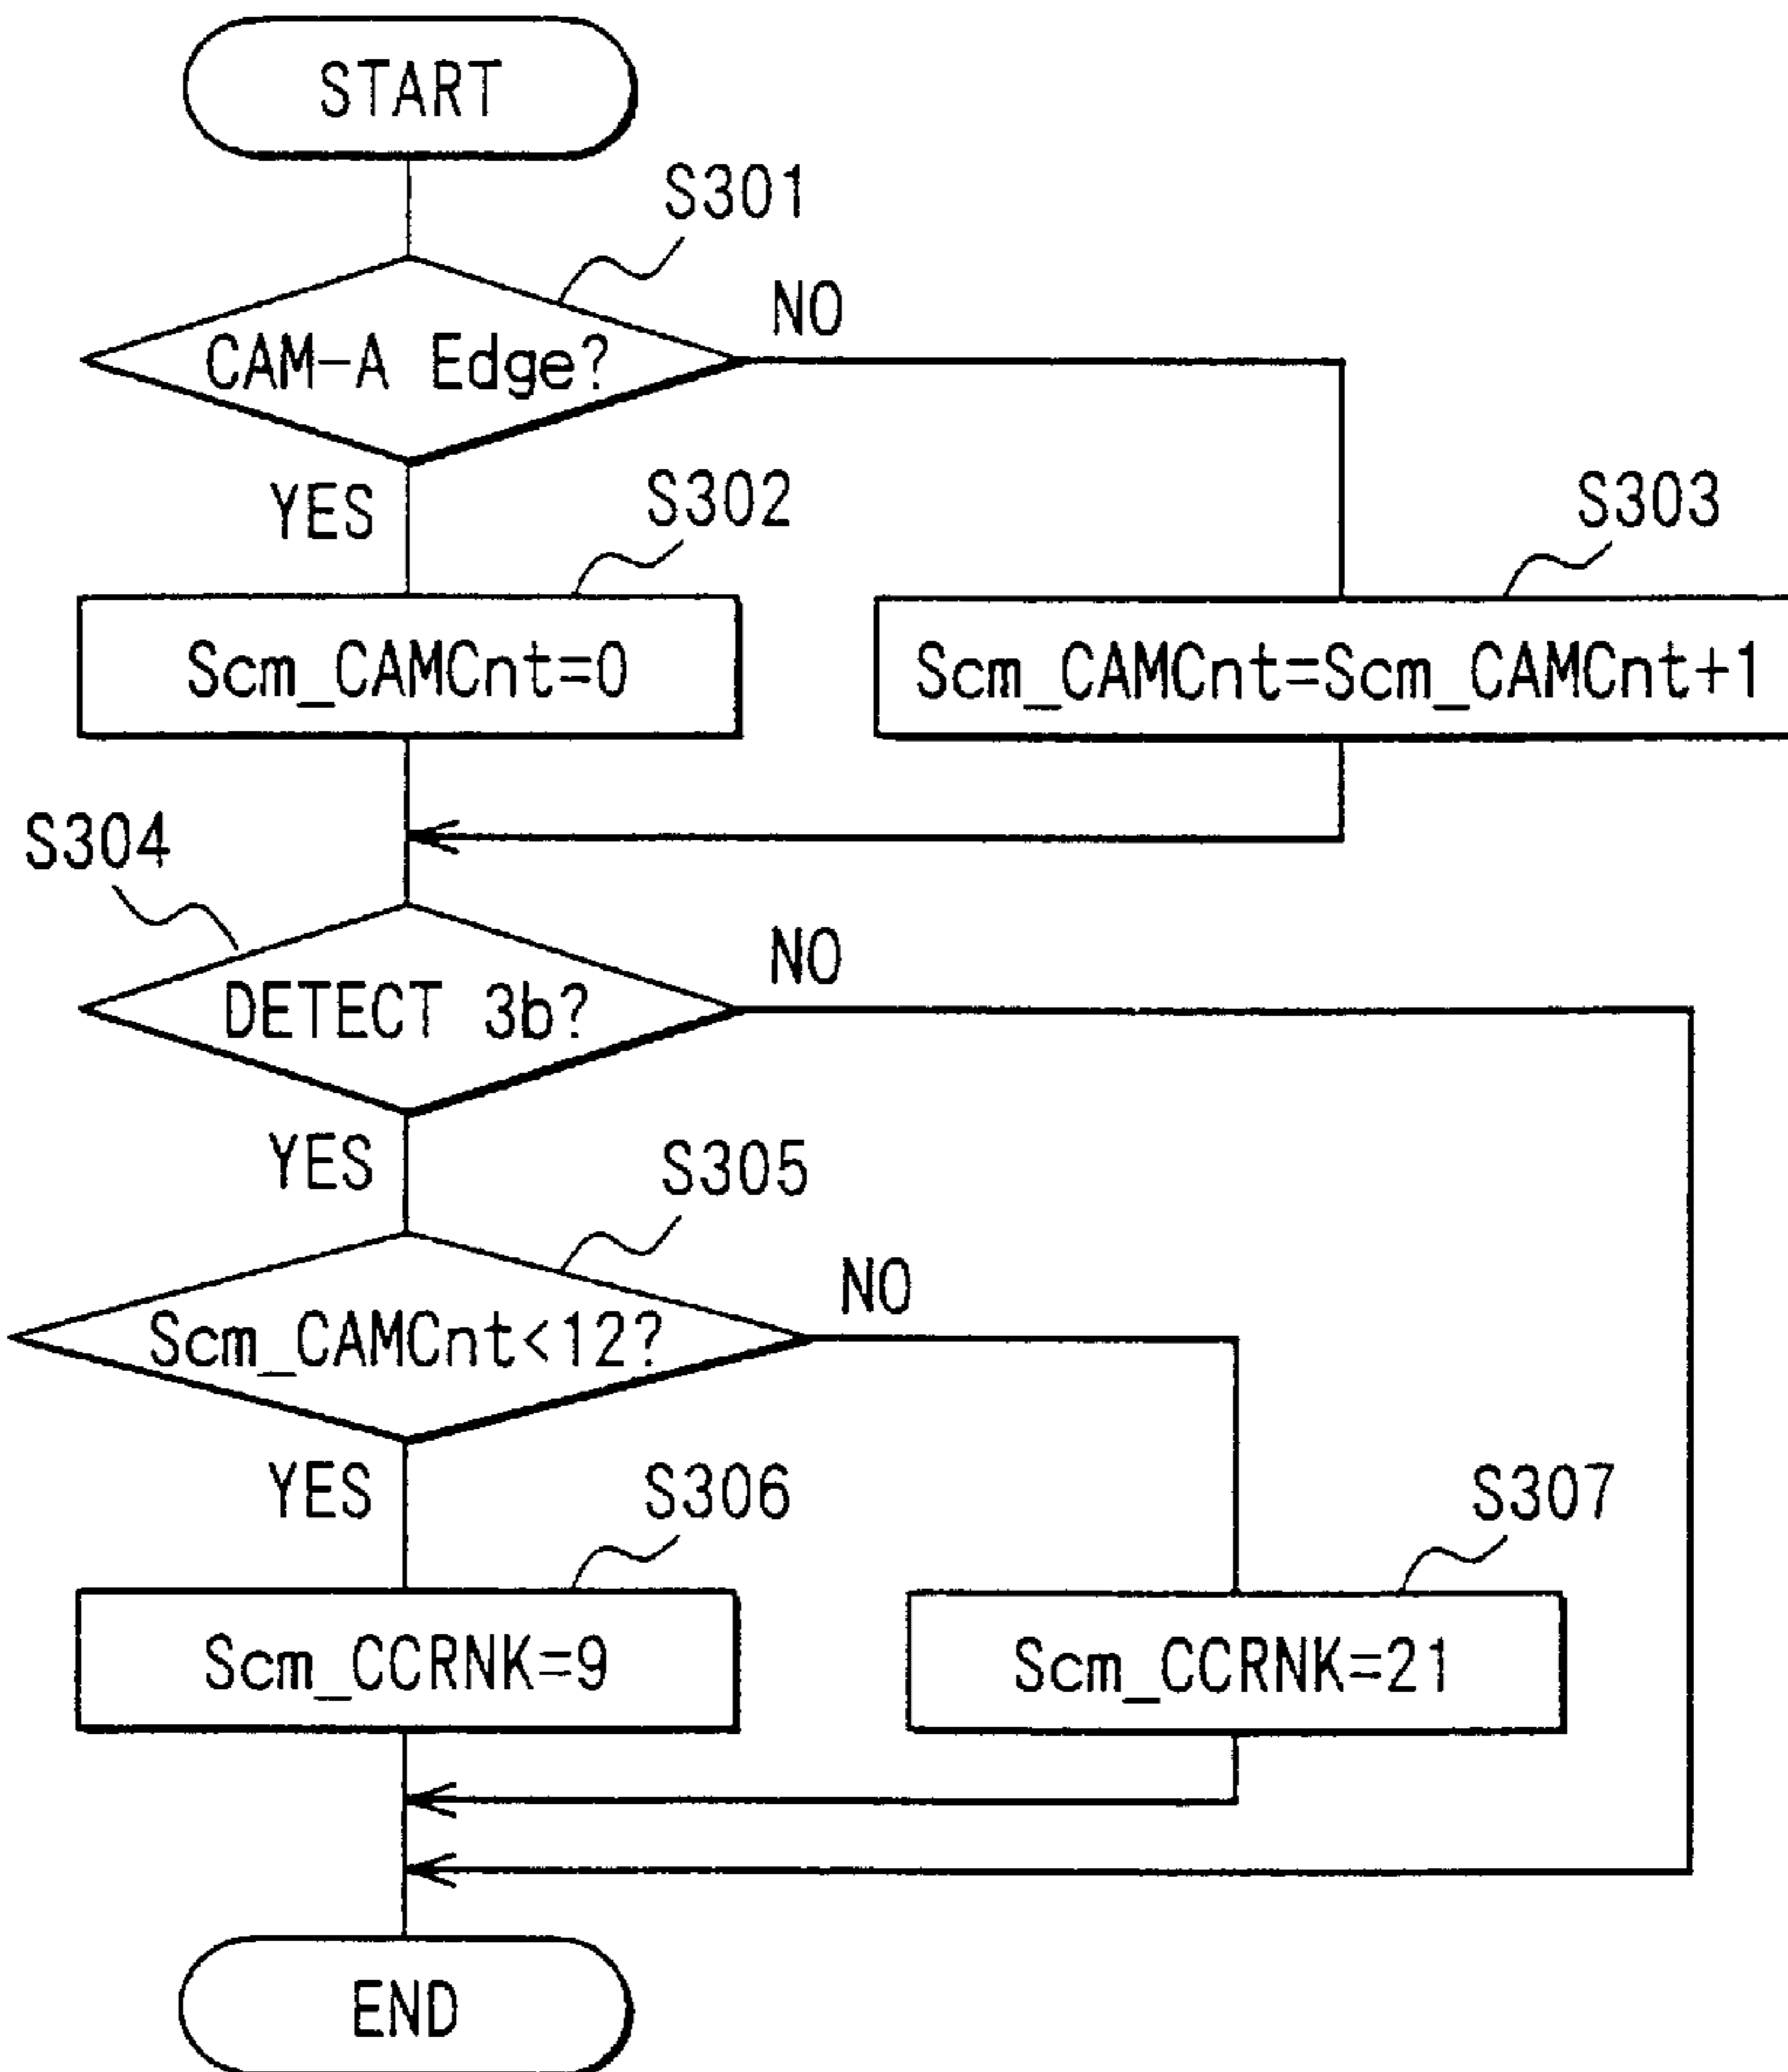 START
S301
CAM-A Edge?
NO
YES
S302
S303
Scm_CAMCnt=0
Scm_CAMCnt=Scm_CAMCnt+1
S304
DETECT 3b?
NO
YES
S305
Scm_CAMCnt<12?
NO
YES
S306
S307
Scm_CCRNK=9
Scm_CCRNK=21
END